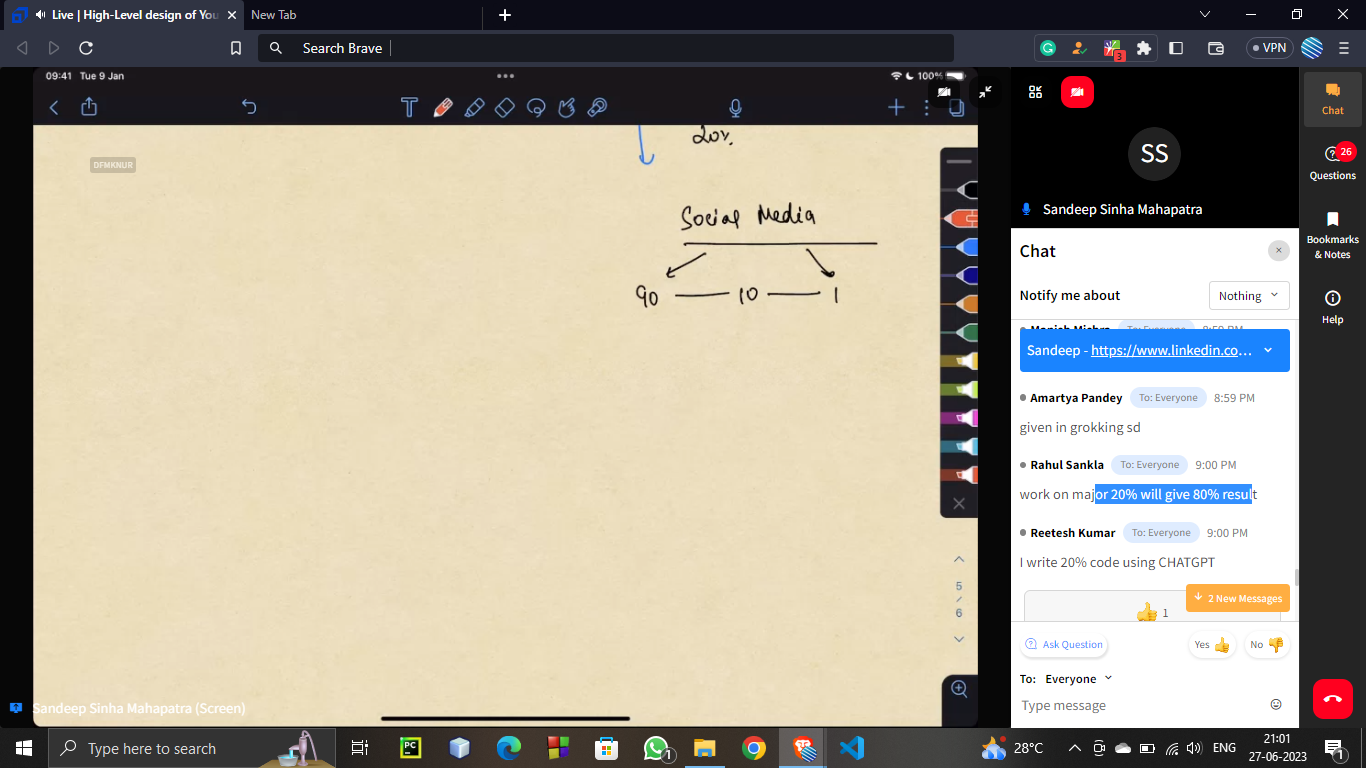 Live | High-Level design of You
New Tab
Search Brave
3
VPN
09:41 Tue 9 Jan
100%
T
DFMKNUR
20%.
Social Media
90 — 10 — 1
5
6
Sandeep Sinha Mahapatra (Screen)
SS
Sandeep Sinha Mahapatra
Chat
Notify me about
Nothing
Manish Mishra To: Everyone 8:59 PM
Sandeep - https://www.linkedin.co...
Amartya Pandey To: Everyone 8:59 PM
given in grokking sd
Rahul Sankla To: Everyone 9:00 PM
work on major 20% will give 80% result
Reetesh Kumar To: Everyone 9:00 PM
I write 20% code using CHATGPT
1
2 New Messages
Ask Question
Yes
No
To: Everyone
Type message
Chat
26
Questions
Bookmarks
& Notes
Help
Type here to search
PC
1
28°C
ENG
21:01
27-06-2023
1